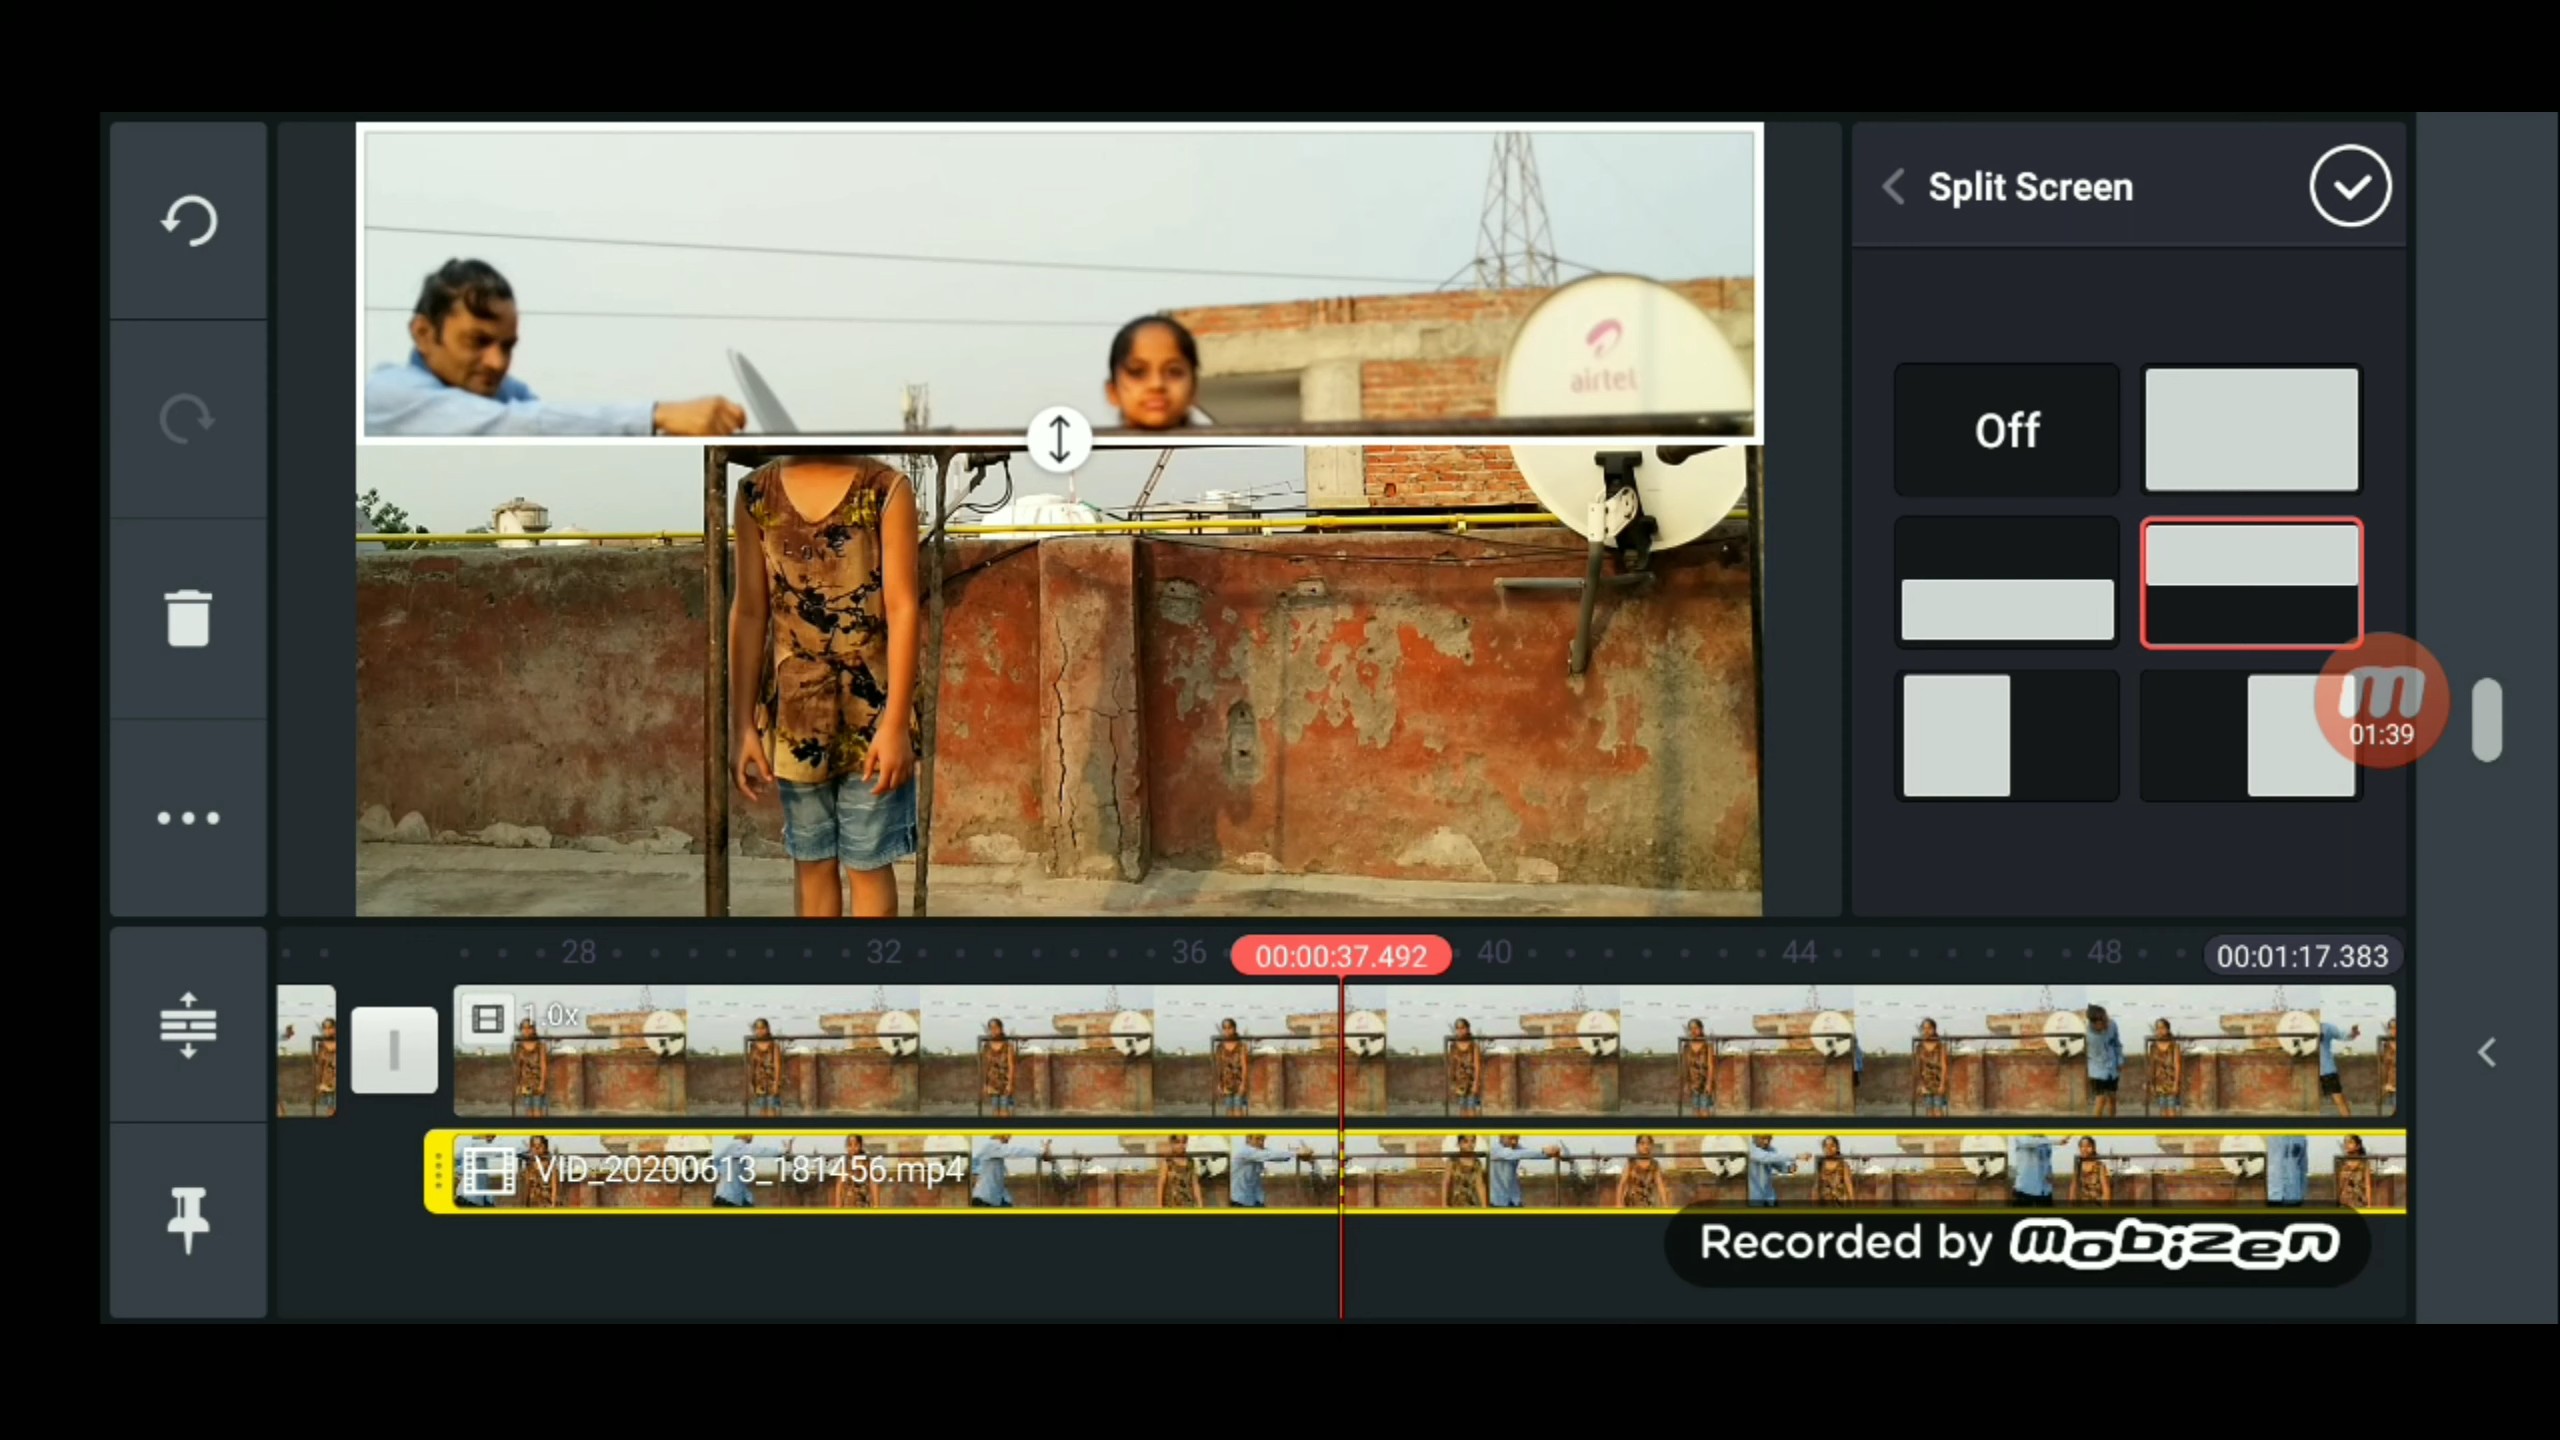 Split Screen
airtel
Off
LOVE
01:39
28
32
36
00:00:37.492
40
44
48
00:01:17.383
1.0x
VID_20200613_181456.mp4
Recorded by mobizen